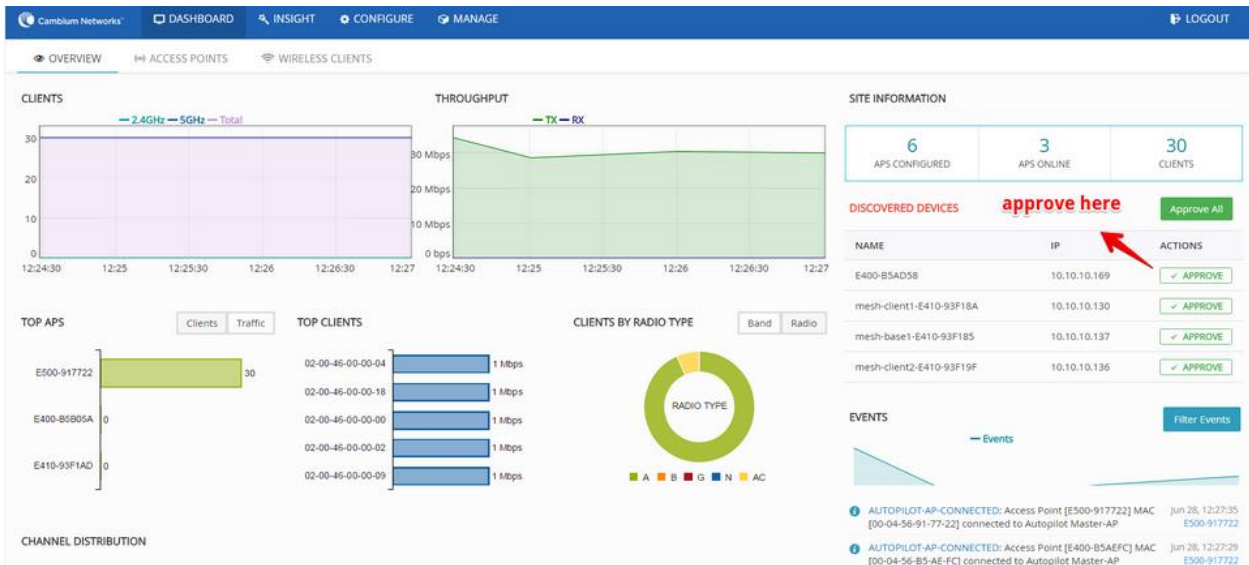 Cambium Networks™ DASHBOARD INSIGHT CONFIGURE MANAGE LOGOUT
OVERVIEW ACCESS POINTS WIRELESS CLIENTS
CLIENTS
2.4GHz 5GHz Total
30
20
10
0
12:24:30 12:25 12:25:30 12:26 12:26:30 12:27
THROUGHPUT
TX RX
30 Mbps
20 Mbps
10 Mbps
0 bps
12:24:30 12:25 12:25:30 12:26 12:26:30 12:27
SITE INFORMATION
6 3 30
APS CONFIGURED APS ONLINE CLIENTS
DISCOVERED DEVICES approve here Approve All
NAME IP ACTIONS
E400-B5AD58 10.10.10.169 APPROVE
mesh-client1-E410-93F18A 10.10.10.130 APPROVE
mesh-base1-E410-93F185 10.10.10.137 APPROVE
mesh-client2-E410-93F19F 10.10.10.136 APPROVE
TOP APS Clients Traffic
E500-917722 30
E400-B5B05A 0
E410-93F1AD 0
TOP CLIENTS
02-00-46-00-00-04 1 Mbps
02-00-46-00-00-18 1 Mbps
02-00-46-00-00-00 1 Mbps
02-00-46-00-00-02 1 Mbps
02-00-46-00-00-09 1 Mbps
CLIENTS BY RADIO TYPE Band Radio
RADIO TYPE
A B G N AC
EVENTS Filter Events
Events
AUTOPILOT-AP-CONNECTED: Access Point [E500-917722] MAC Jun 28, 12:27:35
[00-04-56-91-77-22] connected to Autopilot Master-AP E500-917722
AUTOPILOT-AP-CONNECTED: Access Point [E400-B5AEFC] MAC Jun 28, 12:27:29
[00-04-56-B5-AE-FC] connected to Autopilot Master-AP E500-917722
CHANNEL DISTRIBUTION